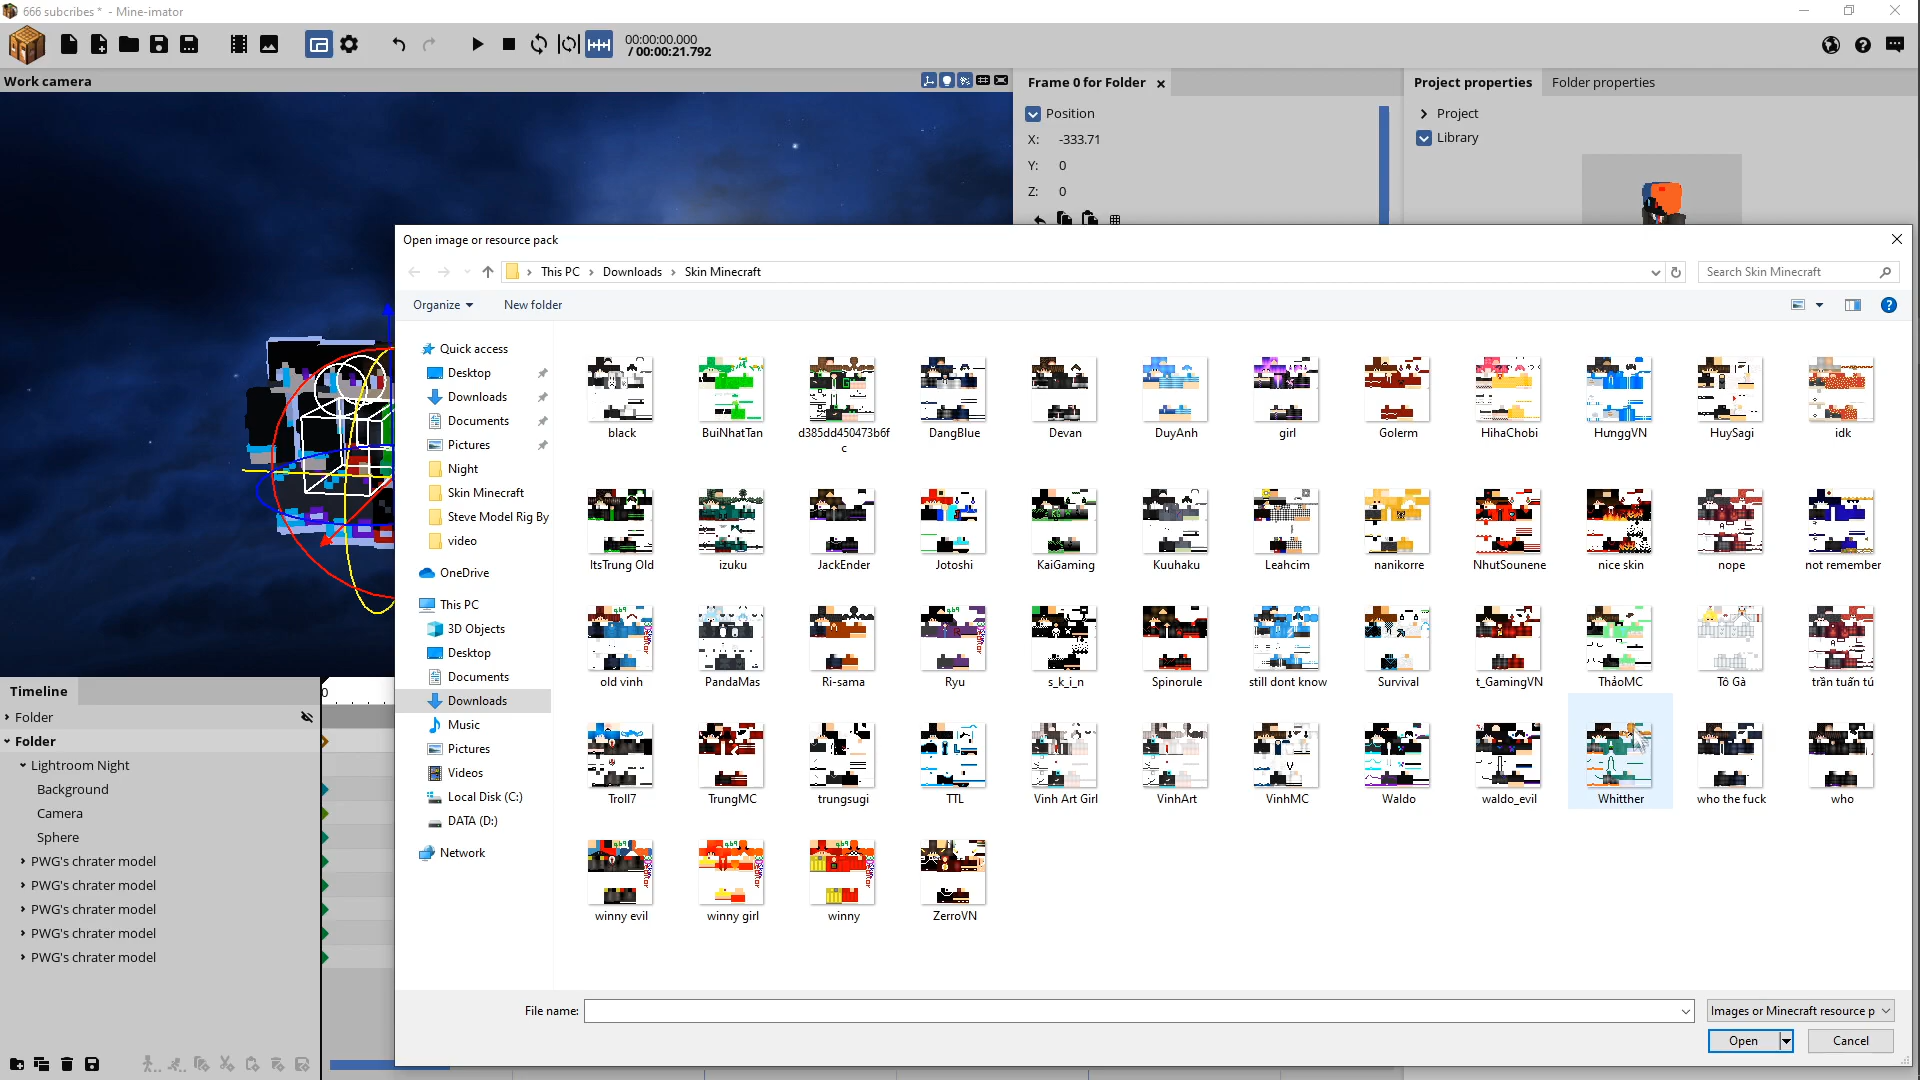 666 subcribes * - Mine-imator
00:00:00.000
/ 00:00:21.792
Work camera
Frame 0 for Folder
Project properties
Folder properties
Position
X: -333.71
Y: 0
Z: 0
Project
Library
Open image or resource pack
This PC
Downloads
Skin Minecraft
Search Skin Minecraft
Organize
New folder
Quick access
Desktop
Downloads
Documents
Pictures
Night
Skin Minecraft
Steve Model Rig By
video
OneDrive
This PC
3D Objects
Desktop
Documents
Downloads
Music
Pictures
Videos
Local Disk (C:)
DATA (D:)
Network
black
BuiNhatTan
d385dd450473b6f
c
DangBlue
Devan
DuyAnh
girl
Golerm
HihaChobi
HưnggVN
HuySagi
idk
ItsTrung Old
izuku
JackEnder
Jotoshi
KaiGaming
Kuuhaku
Leahcim
nanikorre
NhutSounene
nice skin
nope
not remember
old vinh
PandaMas
Ri-sama
Ryu
s_k_i_n
Spinorule
still dont know
Survival
t_GamingVN
ThảoMC
Tô Gà
trần tuấn tú
Troll7
TrungMC
trungsugi
TTL
Vinh Art Girl
VinhArt
VinhMC
Waldo
waldo_evil
Whitther
who the fuck
who
winny evil
winny girl
winny
ZerroVN
File name:
Images or Minecraft resource p
Open
Cancel
Timeline
0
Folder
Folder
Lightroom Night
Background
Camera
Sphere
PWG's chrater model
PWG's chrater model
PWG's chrater model
PWG's chrater model
PWG's chrater model